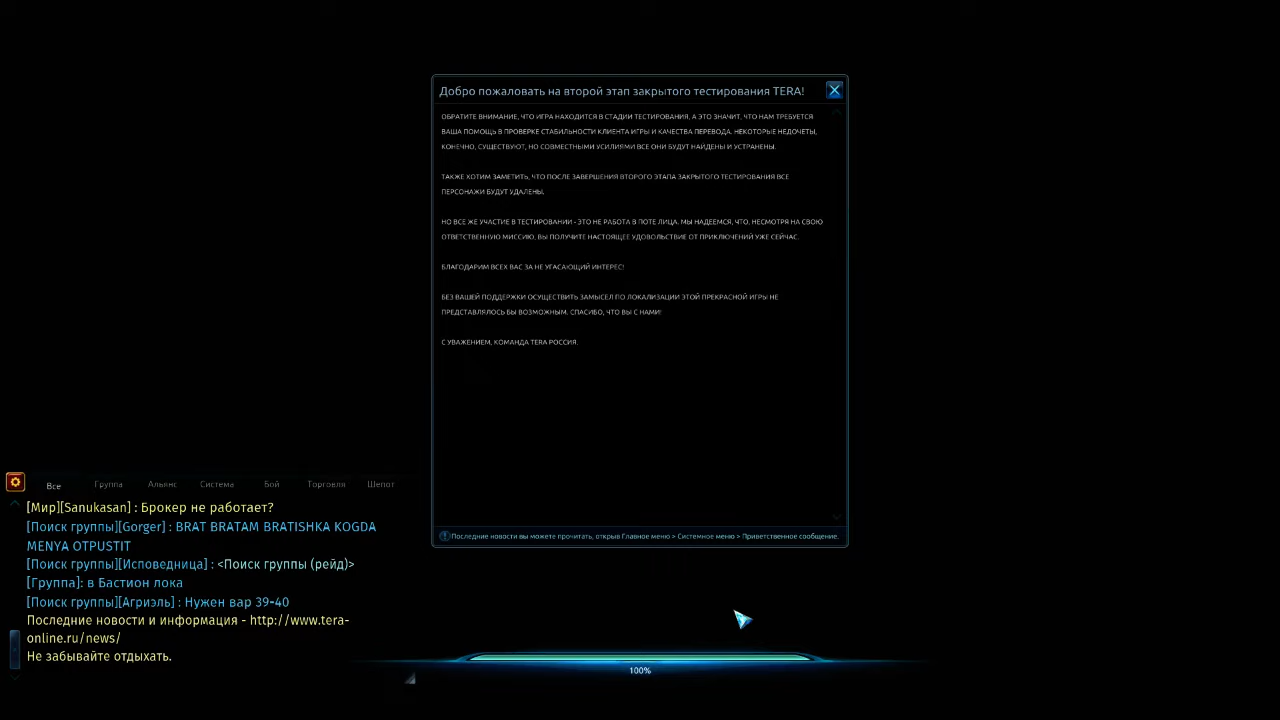 Добро пожаловать на второй этап закрытого тестирования TERA!
ОБРАТИТЕ ВНИМАНИЕ, ЧТО ИГРА НАХОДИТСЯ В СТАДИИ ТЕСТИРОВАНИЯ, А ЭТО ЗНАЧИТ, ЧТО НАМ ТРЕБУЕТСЯ
ВАША ПОМОЩЬ В ПРОВЕРКЕ СТАБИЛЬНОСТИ КЛИЕНТА ИГРЫ И КАЧЕСТВА ПЕРЕВОДА. НЕКОТОРЫЕ НЕДОЧЕТЫ,
КОНЕЧНО, СУЩЕСТВУЮТ, НО СОВМЕСТНЫМИ УСИЛИЯМИ ВСЕ ОНИ БУДУТ НАЙДЕНЫ И УСТРАНЕНЫ.
ТАКЖЕ ХОТИМ ЗАМЕТИТЬ, ЧТО ПОСЛЕ ЗАВЕРШЕНИЯ ВТОРОГО ЭТАПА ЗАКРЫТОГО ТЕСТИРОВАНИЯ ВСЕ
ПЕРСОНАЖИ БУДУТ УДАЛЕНЫ.
НО ВСЕ ЖЕ УЧАСТИЕ В ТЕСТИРОВАНИИ - ЭТО НЕ РАБОТА В ПОТЕ ЛИЦА. МЫ НАДЕЕМСЯ, ЧТО, НЕСМОТРЯ НА СВОЮ
ОТВЕТСТВЕННУЮ МИССИЮ, ВЫ ПОЛУЧИТЕ НАСТОЯЩЕЕ УДОВОЛЬСТВИЕ ОТ ПРИКЛЮЧЕНИЙ УЖЕ СЕЙЧАС.
БЛАГОДАРИМ ВСЕХ ВАС ЗА НЕ УГАСАЮЩИЙ ИНТЕРЕС!
БЕЗ ВАШЕЙ ПОДДЕРЖКИ ОСУЩЕСТВИТЬ ЗАМЫСЕЛ ПО ЛОКАЛИЗАЦИИ ЭТОЙ ПРЕКРАСНОЙ ИГРЫ НЕ
ПРЕДСТАВЛЯЛОСЬ БЫ ВОЗМОЖНЫМ. СПАСИБО, ЧТО ВЫ С НАМИ!
С УВАЖЕНИЕМ, КОМАНДА TERA РОССИЯ.
Последние новости вы можете прочитать, открыв Главное меню > Системное меню > Приветственное сообщение.
Все Группа Альянс Система Бой Торговля Шепот
[Мир][Sanukasan] : Брокер не работает?
[Поиск группы][Gorger] : BRAT BRATAM BRATISHKA KOGDA
MENYA OTPUSTIT
[Поиск группы][Исповедница] : <Поиск группы (рейд)>
[Группа]: в Бастион лока
[Поиск группы][Агриэль] : Нужен вар 39-40
Последние новости и информация - http://www.tera-
online.ru/news/
Не забывайте отдыхать.
100%